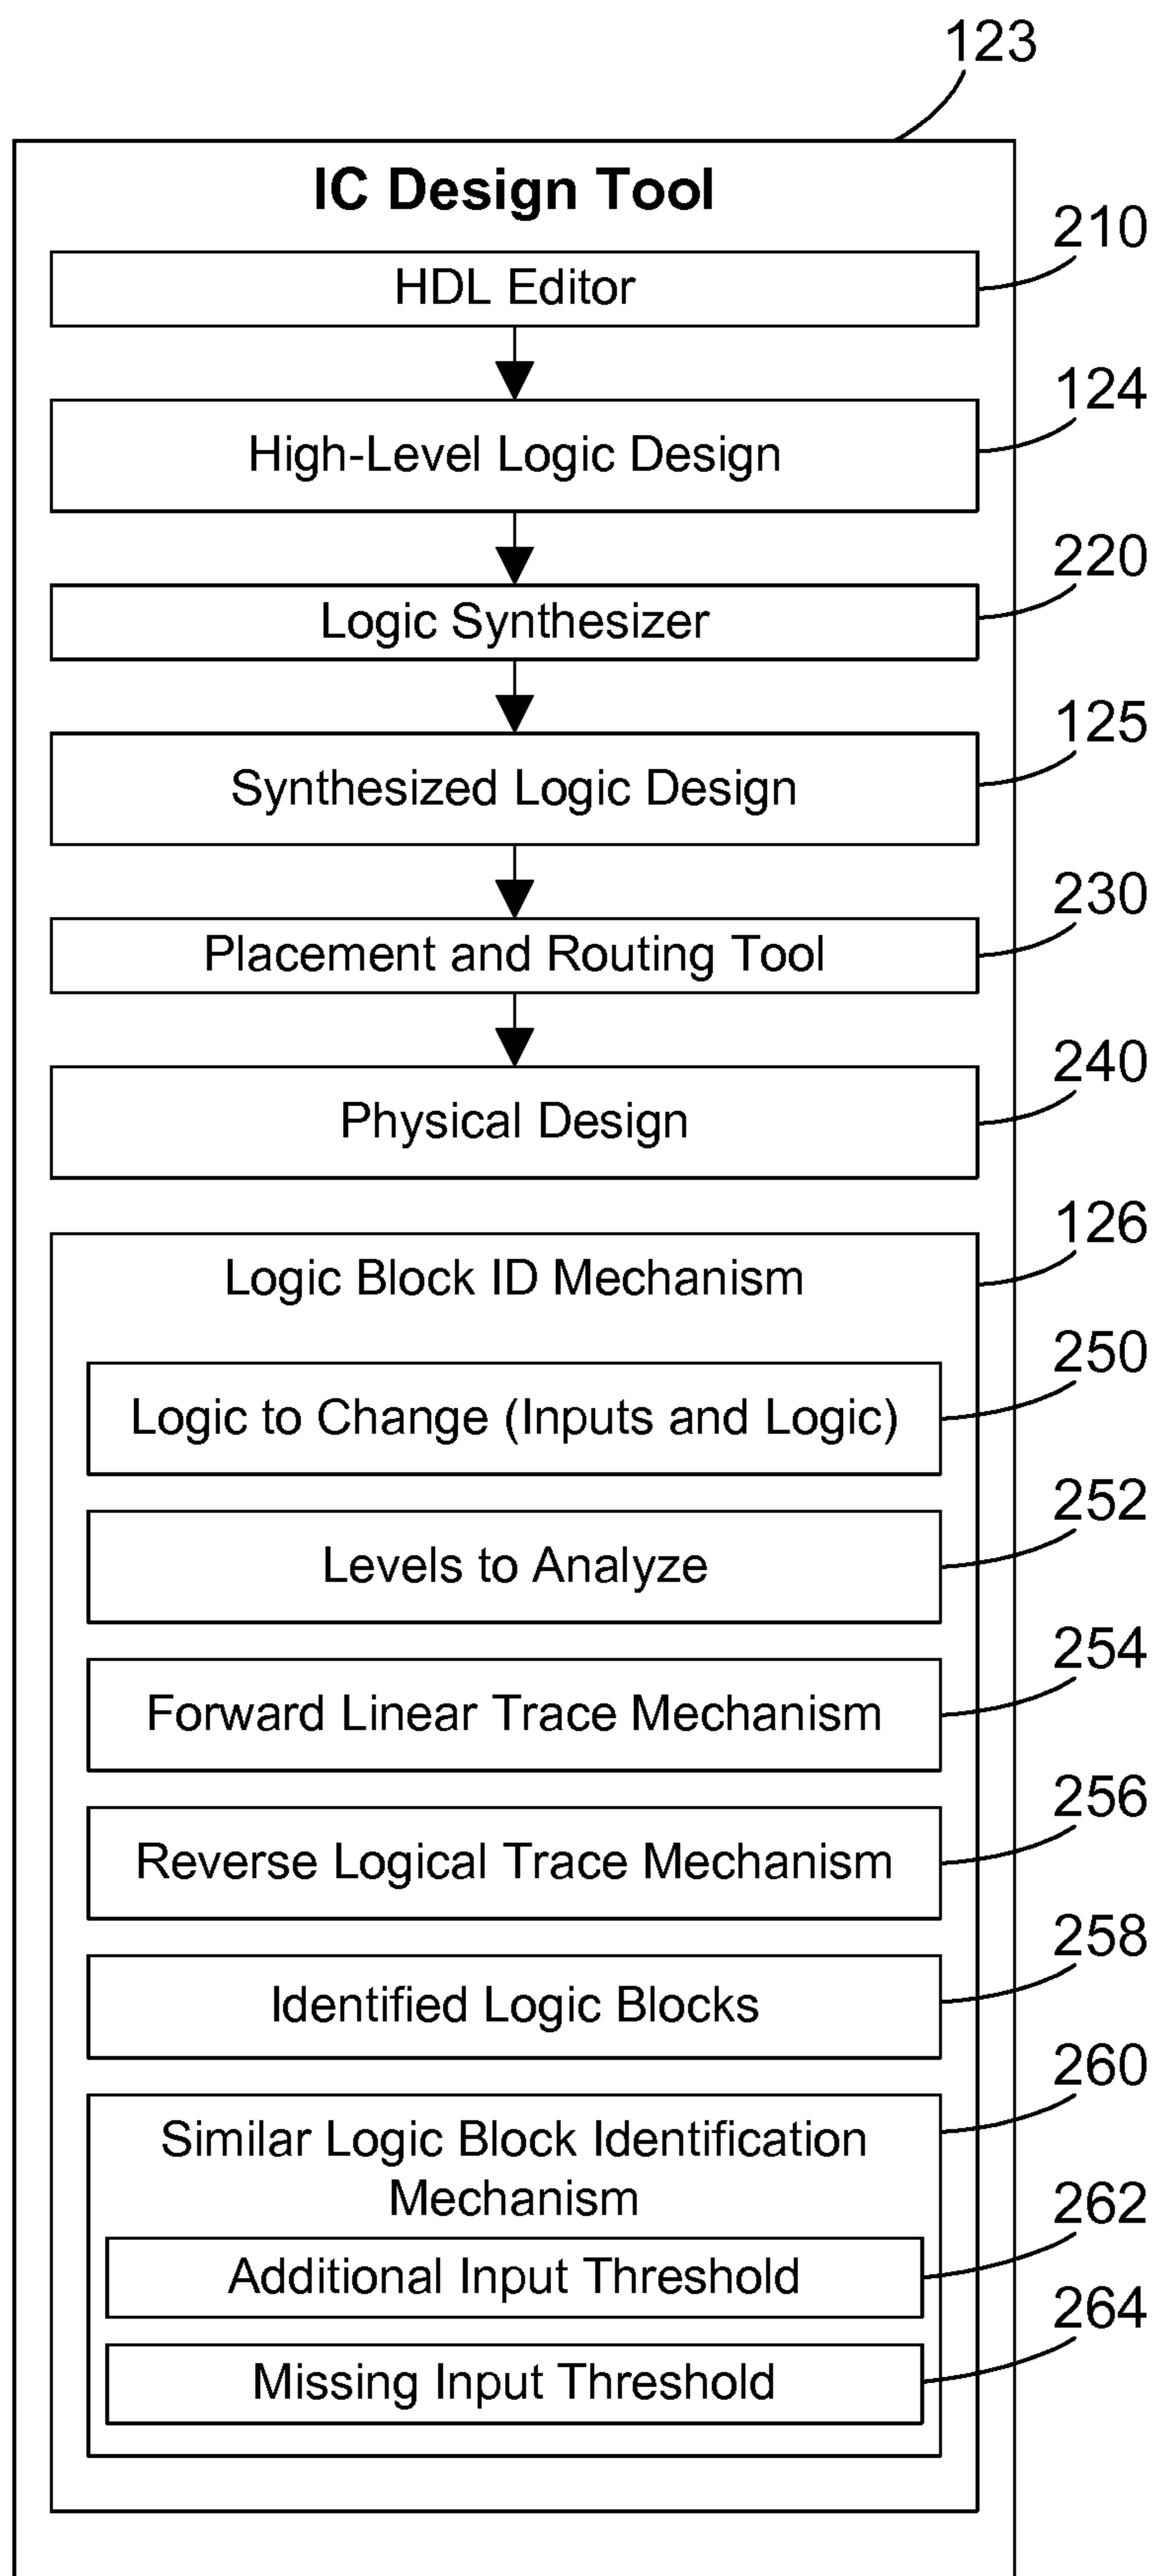 123
IC Design Tool
210
HDL Editor
124
High-Level Logic Design
220
Logic Synthesizer
125
Synthesized Logic Design
230
Placement and Routing Tool
240
Physical Design
126
Logic Block ID Mechanism
250
Logic to Change (Inputs and Logic)
252
Levels to Analyze
254
Forward Linear Trace Mechanism
256
Reverse Logical Trace Mechanism
258
Identified Logic Blocks
260
Similar Logic Block Identification
Mechanism
262
Additional Input Threshold
264
Missing Input Threshold